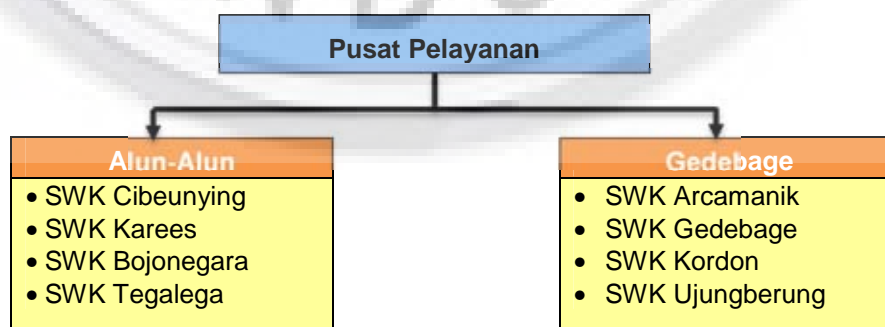 Pusat Pelayanan
Alun-Alun
• SWK Cibeunying
• SWK Karees
• SWK Bojonegara
• SWK Tegalega
Gedebage
• SWK Arcamanik
• SWK Gedebage
• SWK Kordon
• SWK Ujungberung